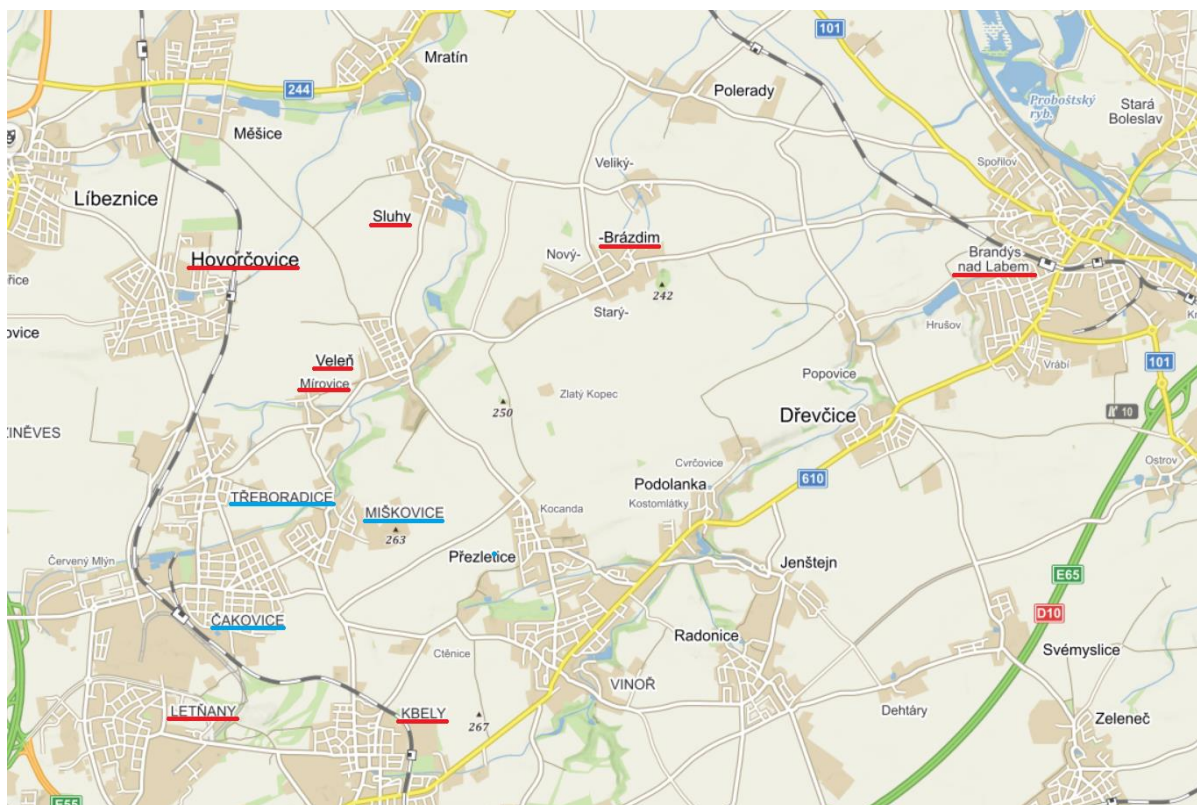 101
Mratín
244
Polerady
Proboštský
ryb.
Stará
Boleslav
Měšice
Veliký-
Spořilov
Líbeznice
Sluhy
-Brázdim
Hovorčovice
Nový-
Brandýs
nad Labem
242
Starý-
Hrušov
ovice
Veleň
Mírovice
Vrábí
101
Popovice
Zlatý Kopec
250
Dřevčice
10
ZINĚVES
Cvrčovice
Ostrov
Podolanka
610
TŘEBORADICE
MIŠKOVICE
Kostomlátky
Kocanda
263
Červený Mlýn
Přezletice
Jenštejn
E65
ČAKOVICE
D10
Radonice
Ctěnice
Svémyslice
VINOŘ
LETŇANY
KBELY
Dehtáry
267
Zeleneč
E55